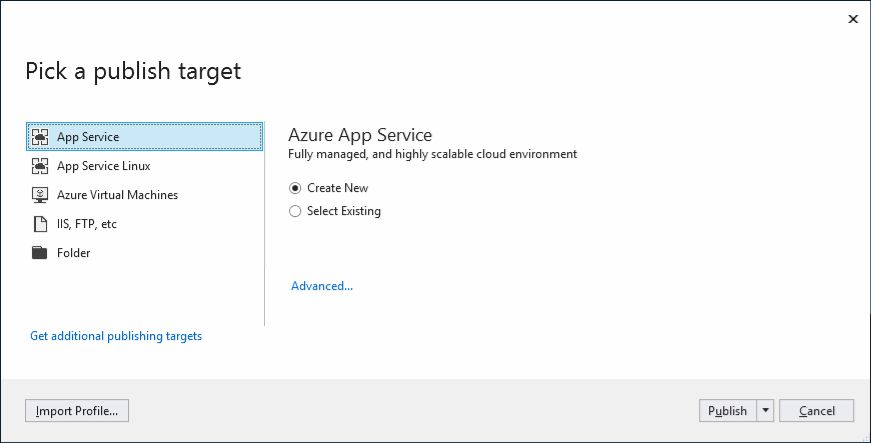 Pick a publish target
App Service
App Service Linux
Azure Virtual Machines
IIS, FTP, etc
Folder
Get additional publishing targets
Azure App Service
Fully managed, and highly scalable cloud environment
Create New
Select Existing
Advanced...
Import Profile...
Publish
Cancel